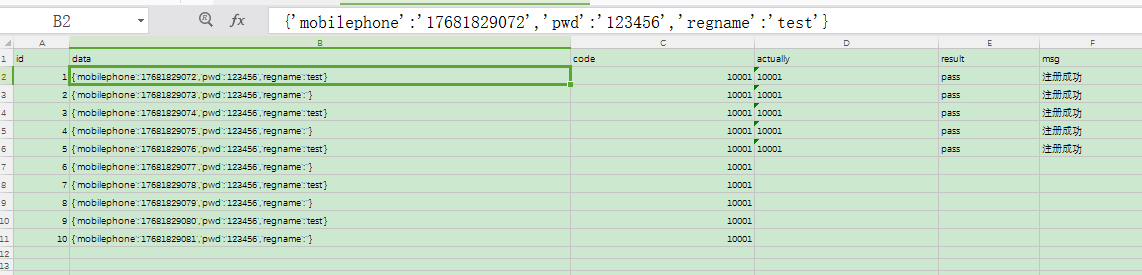 B2 fx {'mobilephone':'17681829072','pwd':'123456','regname':'test'}
A B C D E F
1 id data code actually result msg
2 1 {'mobilephone':'17681829072','pwd':'123456','regname':'test'} 10001 10001 pass 注册成功
3 2 {'mobilephone':'17681829073','pwd':'123456','regname':''} 10001 10001 pass 注册成功
4 3 {'mobilephone':'17681829074','pwd':'123456','regname':'test'} 10001 10001 pass 注册成功
5 4 {'mobilephone':'17681829075','pwd':'123456','regname':''} 10001 10001 pass 注册成功
6 5 {'mobilephone':'17681829076','pwd':'123456','regname':'test'} 10001 10001 pass 注册成功
7 6 {'mobilephone':'17681829077','pwd':'123456','regname':''} 10001
8 7 {'mobilephone':'17681829078','pwd':'123456','regname':'test'} 10001
9 8 {'mobilephone':'17681829079','pwd':'123456','regname':''} 10001
10 9 {'mobilephone':'17681829080','pwd':'123456','regname':'test'} 10001
11 10 {'mobilephone':'17681829081','pwd':'123456','regname':''} 10001
12
13